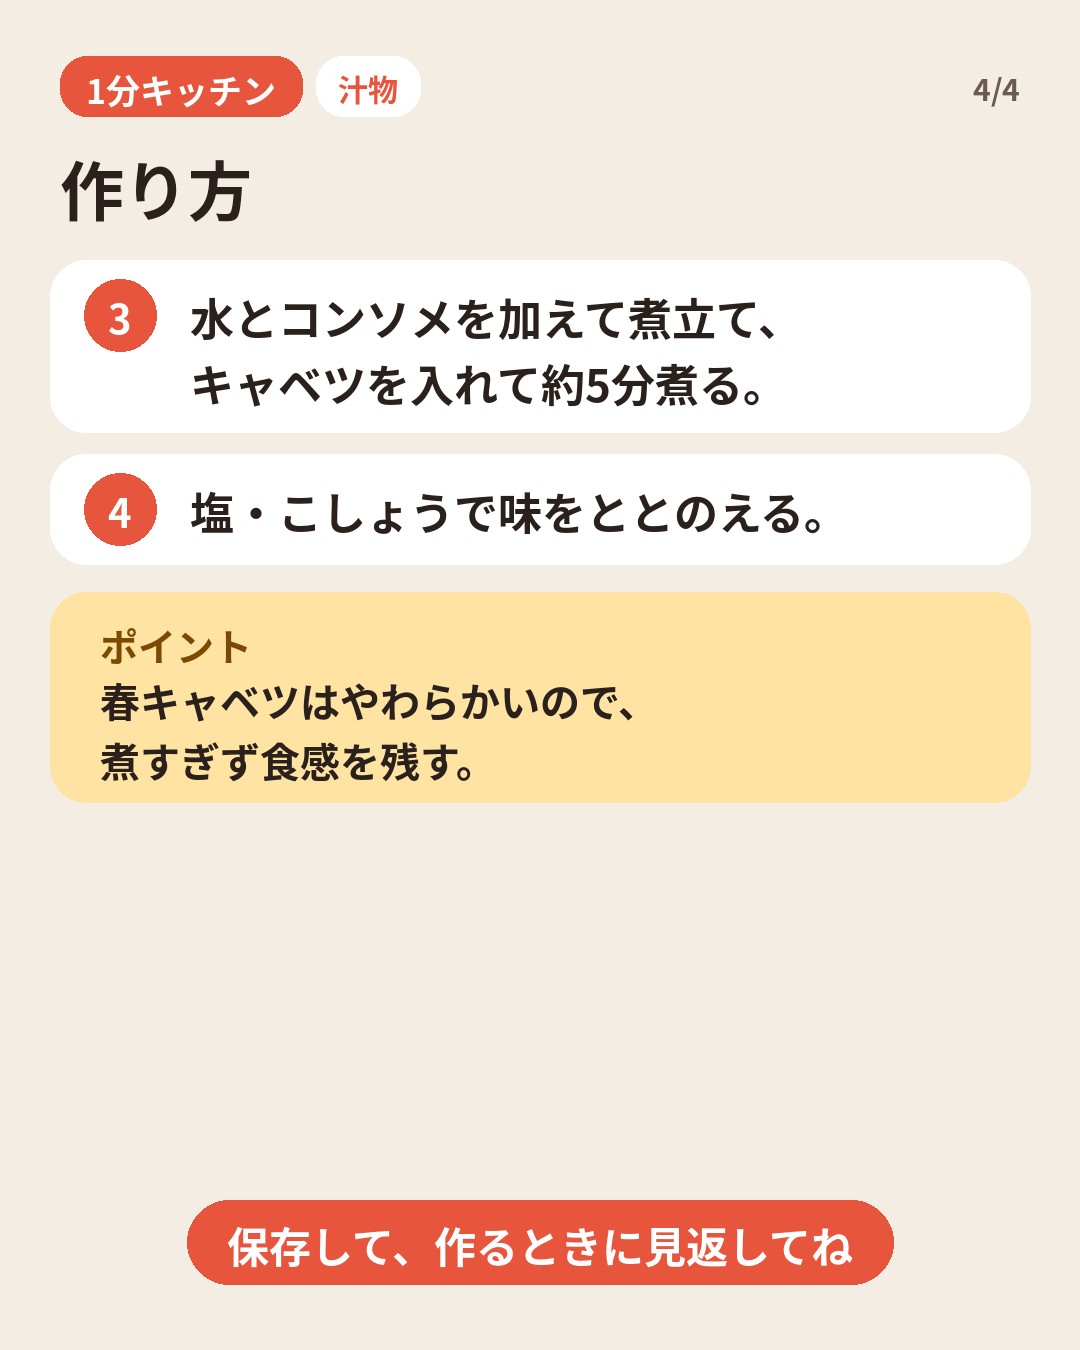 1分キッチン 汁物 4/4
作り方
3 水とコンソメを加えて煮立て、
キャベツを入れて約5分煮る。
4 塩・こしょうで味をととのえる。
ポイント
春キャベツはやわらかいので、
煮すぎず食感を残す。
保存して、作るときに見返してね